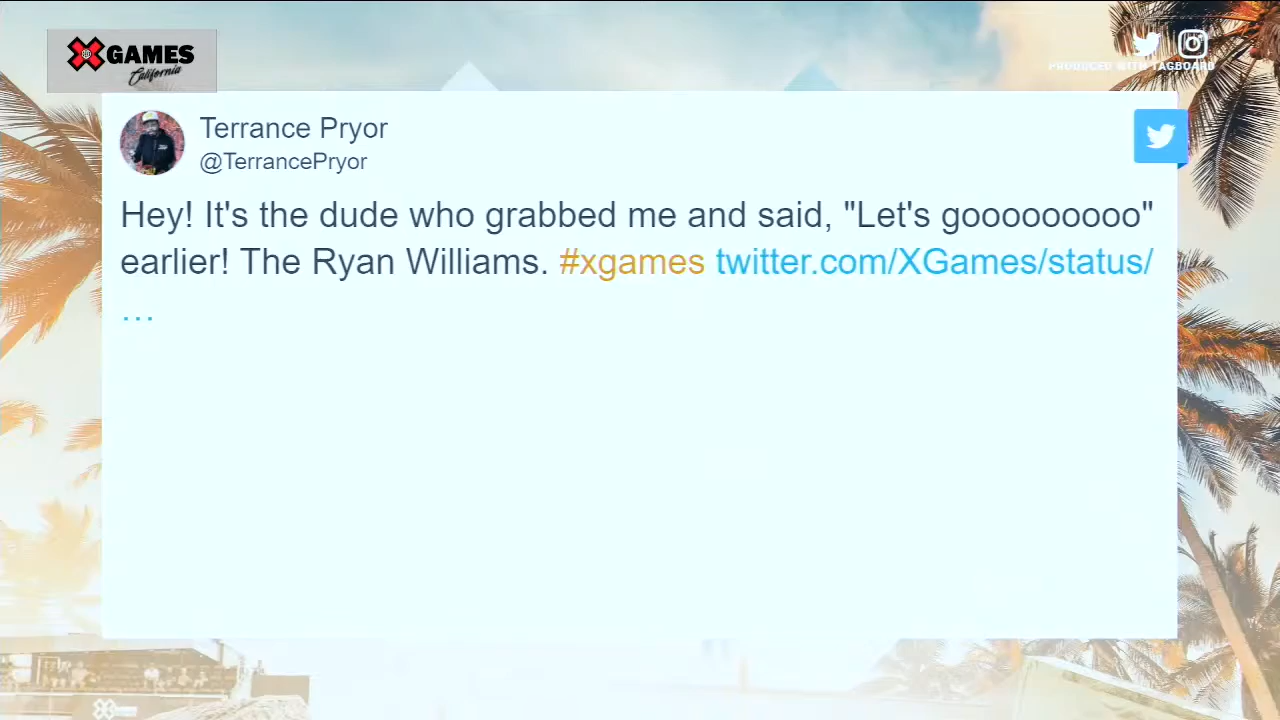 X GAMES
California
PRODUCED WITH TAGBOARD
Terrance Pryor
@TerrancePryor
Hey! It's the dude who grabbed me and said, "Let's gooooooooo"
earlier! The Ryan Williams. #xgames twitter.com/XGames/status/
...